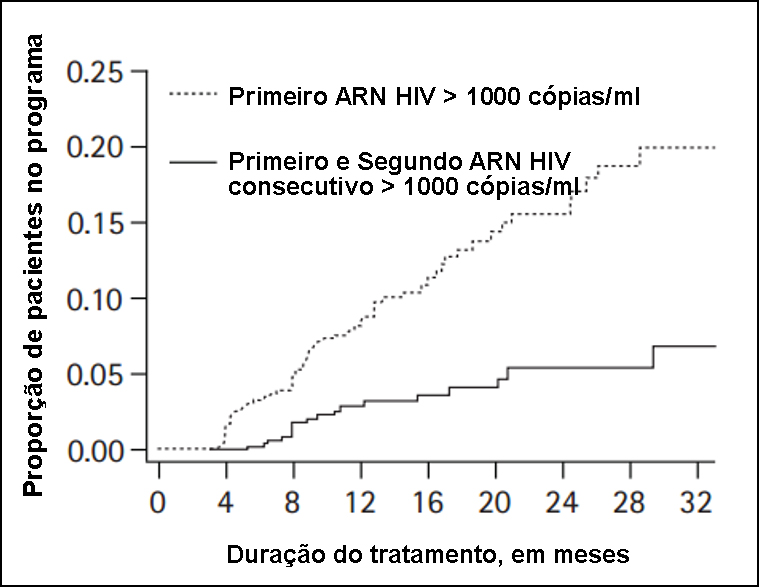 Proporção de pacientes no programa
0.25
0.20
0.15
0.10
0.05
0.00
Primeiro ARN HIV > 1000 cópias/ml
Primeiro e Segundo ARN HIV
consecutivo > 1000 cópias/ml
0 4 8 12 16 20 24 28 32
Duração do tratamento, em meses